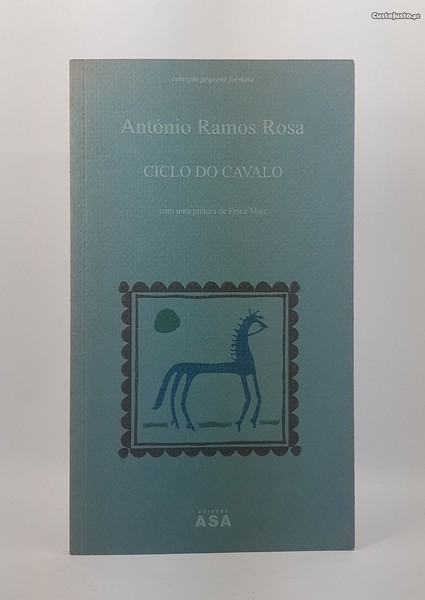 CustoJusto.pt
colecção pequeno formato
António Ramos Rosa
CICLO DO CAVALO
com uma pintura de Franz Marc
EDIÇÕES
ASA